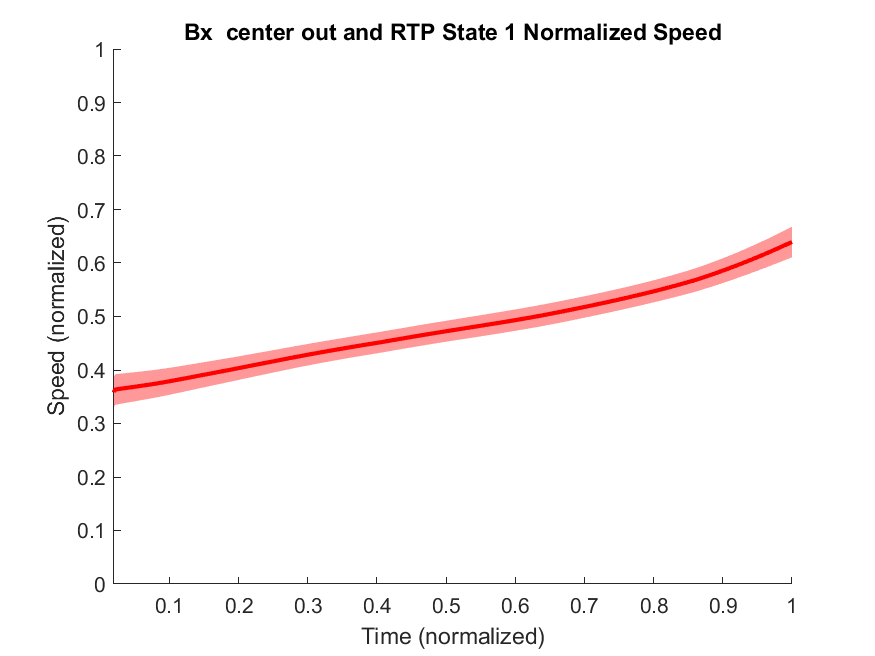 Bx  center out and RTP State 1 Normalized Speed
1
0.9
0.8
0.7
0.6
0.5
0.4
0.3
0.2
0.1
0
Speed (normalized)
0.1 0.2 0.3 0.4 0.5 0.6 0.7 0.8 0.9 1
Time (normalized)